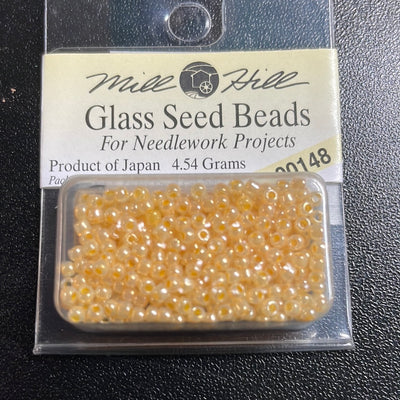 Mill Hill
Glass Seed Beads
For Needlework Projects
Product of Japan 4.54 Grams
00148